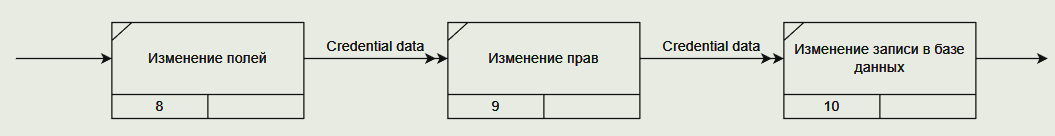 Изменение полей
8
Credential data
Изменение прав
9
Credential data
Изменение записи в базе
данных
10